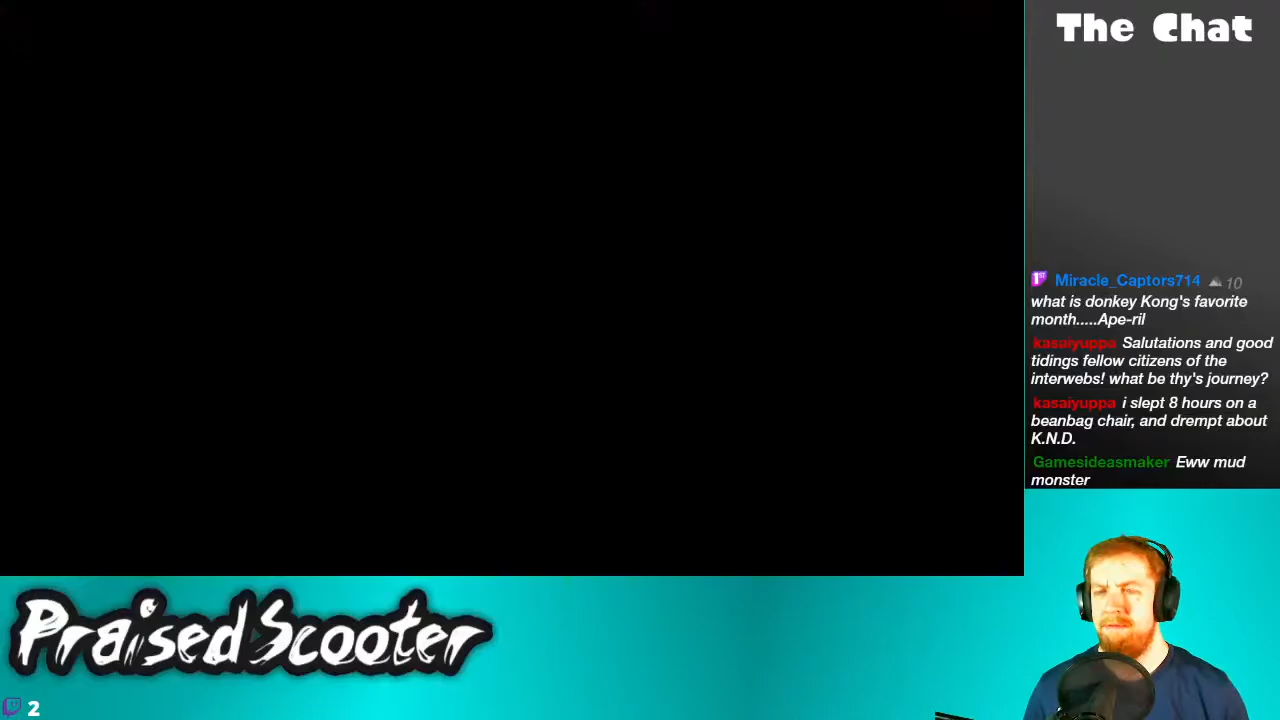 The Chat
Miracle_Captors714 10
what is donkey Kong's favorite
month.....Ape-ril
kasaiyuppa Salutations and good
tidings fellow citizens of the
interwebs! what be thy's journey?
kasaiyuppa i slept 8 hours on a
beanbag chair, and drempt about
K.N.D.
Gamesideasmaker Eww mud
monster
Praised Scooter
2